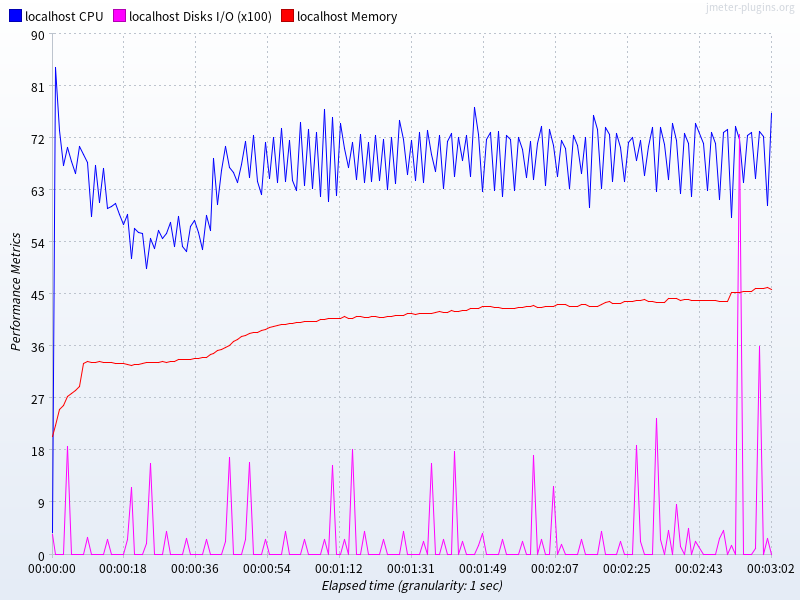 jmeter-plugins.org
localhost CPU localhost Disks I/O (x100) localhost Memory
90
81
72
63
54
45
36
27
18
9
0
Performance Metrics
00:00:00 00:00:18 00:00:36 00:00:54 00:01:12 00:01:31 00:01:49 00:02:07 00:02:25 00:02:43 00:03:02
Elapsed time (granularity: 1 sec)